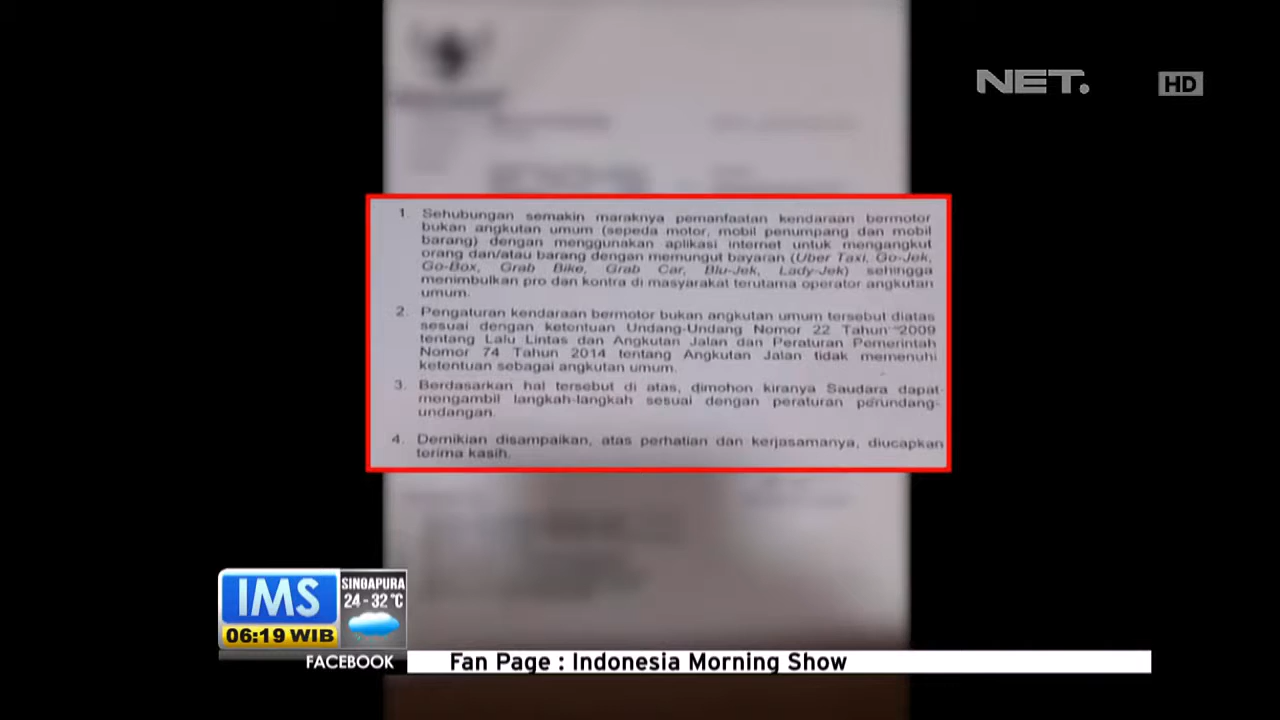 NET.
HD
1. Sehubungan semakin maraknya pemanfaatan kendaraan bermotor
bukan angkutan umum (sepeda motor, mobil penumpang dan mobil
barang) dengan menggunakan aplikasi internet untuk mengangkut
orang dan/atau barang dengan memungut bayaran (Uber Taxi, Go-Jek,
Go-Box, Grab Bike, Grab Car, Blu-Jek, Lady-Jek) sehingga
menimbulkan pro dan kontra di masyarakat terutama operator angkutan
umum.
2. Pengaturan kendaraan bermotor bukan angkutan umum tersebut diatas
sesuai dengan ketentuan Undang-Undang Nomor 22 Tahun 2009
tentang Lalu Lintas dan Angkutan Jalan dan Peraturan Pemerintah
Nomor 74 Tahun 2014 tentang Angkutan Jalan tidak memenuhi
ketentuan sebagai angkutan umum.
3. Berdasarkan hal tersebut di atas, dimohon kiranya Saudara dapat
mengambil langkah-langkah sesuai dengan peraturan perundang-
undangan.
4. Demikian disampaikan, atas perhatian dan kerjasamanya, diucapkan
terima kasih.
IMS
SINGAPURA
24 - 32°C
06:19 WIB
FACEBOOK
Fan Page : Indonesia Morning Show